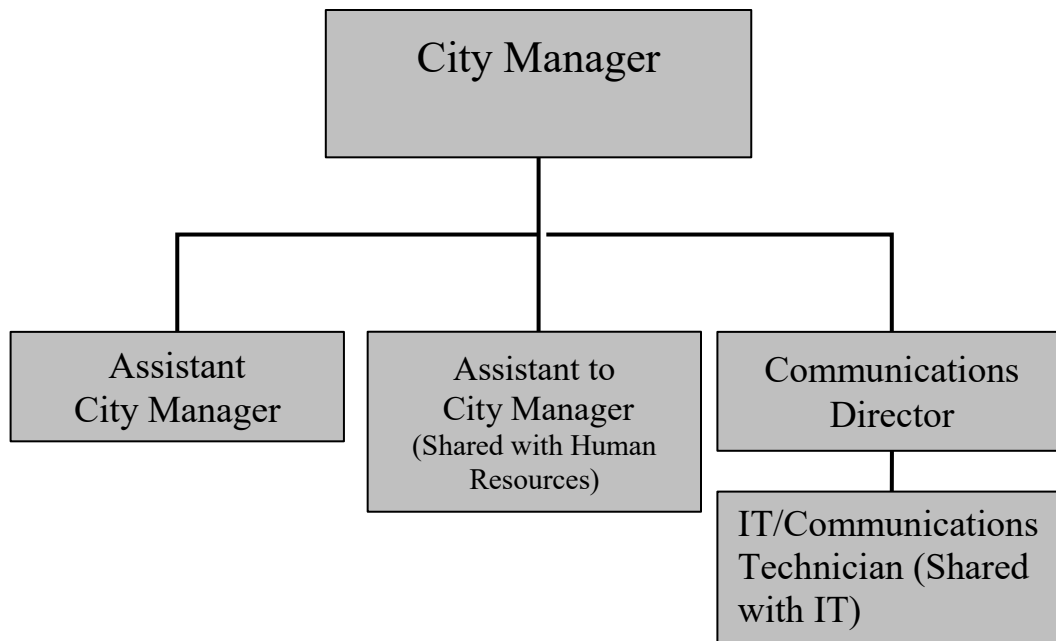 City Manager
Assistant
City Manager
Assistant to
City Manager
(Shared with Human
Resources)
Communications
Director
IT/Communications
Technician (Shared
with IT)